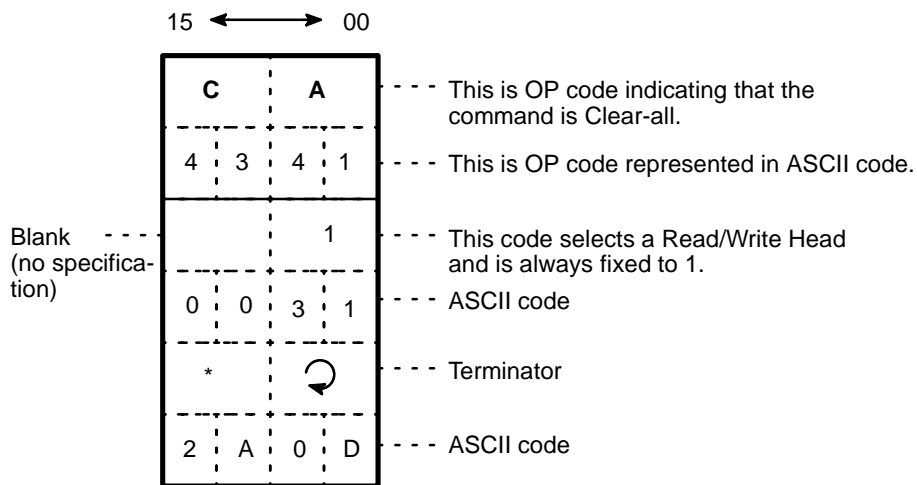 15 00
C A
This is OP code indicating that the
command is Clear-all.
4 3 4 1
This is OP code represented in ASCII code.
Blank
(no specifica-
tion)
1
This code selects a Read/Write Head
and is always fixed to 1.
0 0 3 1
ASCII code
*
Terminator
2 A 0 D
ASCII code